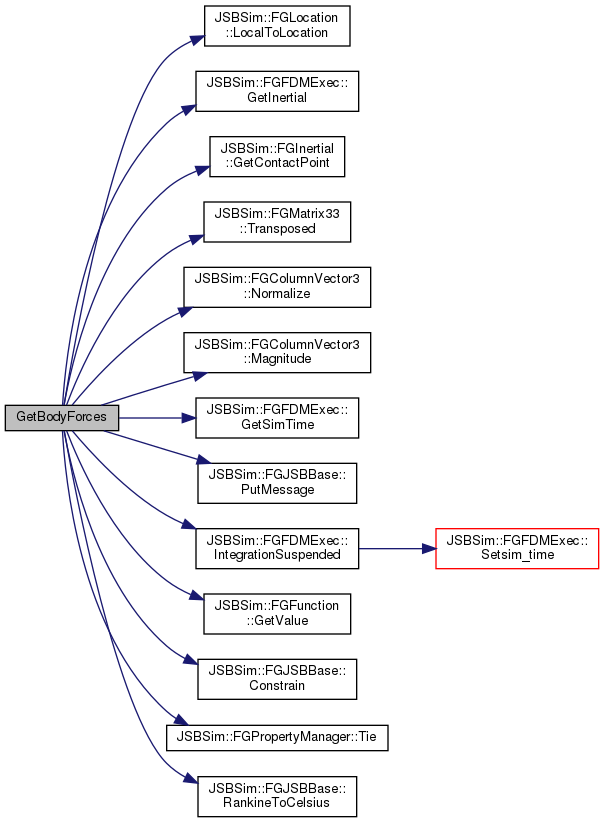 JSBSim::FGLocation
::LocalToLocation
JSBSim::FGFDMExec::
GetInertial
JSBSim::FGInertial
::GetContactPoint
JSBSim::FGMatrix33
::Transposed
JSBSim::FGColumnVector3
::Normalize
JSBSim::FGColumnVector3
::Magnitude
GetBodyForces
JSBSim::FGFDMExec::
GetSimTime
JSBSim::FGJSBBase::
PutMessage
JSBSim::FGFDMExec::
IntegrationSuspended
JSBSim::FGFDMExec::
Setsim_time
JSBSim::FGFunction
::GetValue
JSBSim::FGJSBBase::
Constrain
JSBSim::FGPropertyManager::Tie
JSBSim::FGJSBBase::
RankineToCelsius